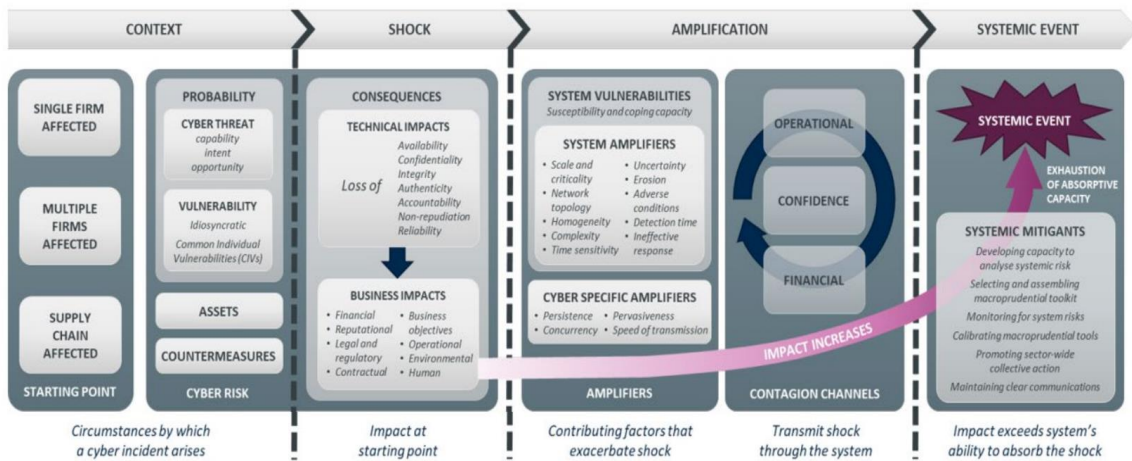 CONTEXT
SHOCK
AMPLIFICATION
SYSTEMIC EVENT
SINGLE FIRM
AFFECTED
MULTIPLE
FIRMS
AFFECTED
SUPPLY
CHAIN
AFFECTED
STARTING POINT
PROBABILITY
CYBER THREAT
capability
intent
opportunity
VULNERABILITY
Idiosyncratic
Common Individual
Vulnerabilities (CIVs)
ASSETS
COUNTERMEASURES
CYBER RISK
Circumstances by which
a cyber incident arises
CONSEQUENCES
TECHNICAL IMPACTS
Loss of
Availability
Confidentiality
Integrity
Authenticity
Accountability
Non-repudiation
Reliability
BUSINESS IMPACTS
• Financial
• Reputational
• Legal and
regulatory
• Contractual
• Business
objectives
• Operational
• Environmental
• Human
Impact at
starting point
SYSTEM VULNERABILITIES
Susceptibility and coping capacity
SYSTEM AMPLIFIERS
• Scale and
criticality
• Network
topology
• Homogeneity
• Complexity
• Time sensitivity
• Uncertainty
• Erosion
• Adverse
conditions
• Detection time
• Ineffective
response
CYBER SPECIFIC AMPLIFIERS
• Persistence
• Concurrency
• Pervasiveness
• Speed of transmission
AMPLIFIERS
Contributing factors that
exacerbate shock
OPERATIONAL
CONFIDENCE
FINANCIAL
IMPACT INCREASES
CONTAGION CHANNELS
Transmit shock
through the system
SYSTEMIC EVENT
EXHAUSTION
OF ABSORPTIVE
CAPACITY
SYSTEMIC MITIGANTS
Developing capacity to
analyse systemic risk
Selecting and assembling
macroprudential toolkit
Monitoring for system risks
Calibrating macroprudential tools
Promoting sector-wide
collective action
Maintaining clear communications
Impact exceeds system's
ability to absorb the shock